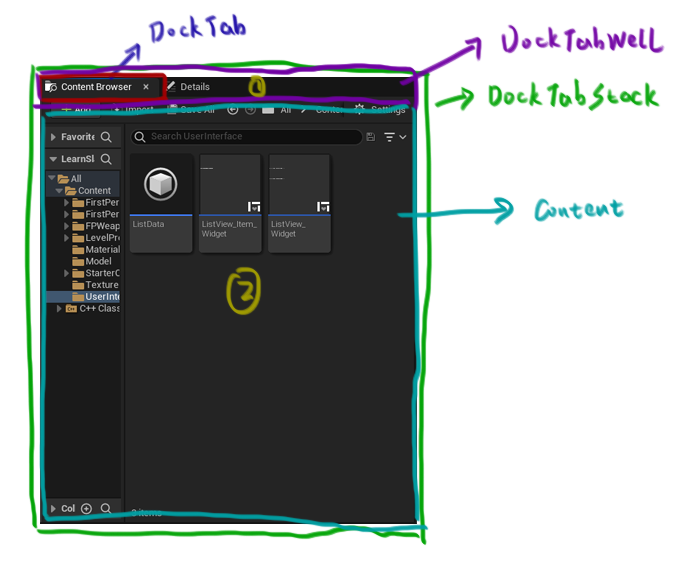 DockTab
DockTabWell
Content Browser × Details
1
DockTabStack
Add Import Save All All Conte Settings
Favorite
Search UserInterface
LearnSl
All
Content
FirstPer
FirstPer
FPWeap
LevelPro
Material
Model
StarterC
Texture
UserInte
C++ Class
ListData
ListView_Item_
Widget
ListView_
Widget
Content
2
Col
3 items